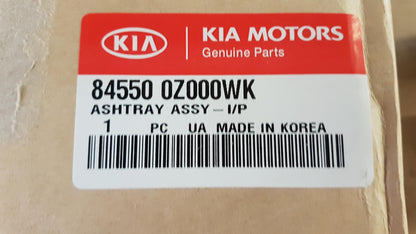 KIA KIA MOTORS
Genuine Parts
84550 0Z000WK
ASHTRAY ASSY-I/P
1 PC UA MADE IN KOREA